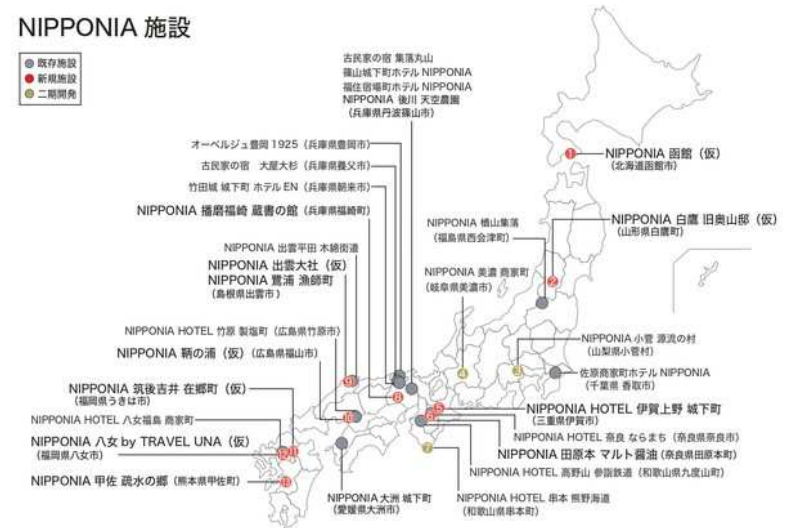 NIPPONIA 施設
既存施設
新規施設
二期開発
古民家の宿 集落丸山
篠山城下町ホテル NIPPONIA
福住宿場町ホテル NIPPONIA
NIPPONIA 後川 天空農園
（兵庫県丹波篠山市）
オーベルジュ豊岡 1925（兵庫県豊岡市）
古民家の宿 大屋大杉（兵庫県養父市）
竹田城 城下町 ホテル EN（兵庫県朝来市）
NIPPONIA 播磨福崎 蔵書の館（兵庫県福崎町）
NIPPONIA 出雲平田 木綿街道
NIPPONIA 出雲大社（仮）
NIPPONIA 鷺浦 漁師町
（島根県出雲市）
NIPPONIA HOTEL 竹原 製塩町（広島県竹原市）
NIPPONIA 鞆の浦（仮）（広島県福山市）
NIPPONIA 筑後吉井 在郷町（仮）
（福岡県うきは市）
NIPPONIA HOTEL 八女福島 商家町
NIPPONIA 八女 by TRAVEL UNA（仮）
（福岡県八女市）
NIPPONIA 甲佐 疏水の郷（熊本県甲佐町）
NIPPONIA 大洲 城下町
（愛媛県大洲市）
NIPPONIA HOTEL 串本 熊野海道
（和歌山県串本町）
NIPPONIA HOTEL 高野山 参詣鉄道（和歌山県九度山町）
NIPPONIA 田原本 マルト醤油（奈良県田原本町）
NIPPONIA HOTEL 奈良 ならまち（奈良県奈良市）
NIPPONIA HOTEL 伊賀上野 城下町
（三重県伊賀市）
佐原商家町ホテル NIPPONIA
（千葉県 香取市）
NIPPONIA 小菅 源流の村
（山梨県小菅村）
NIPPONIA 美濃 商家町
（岐阜県美濃市）
NIPPONIA 楢山集落
（福島県西会津町）
NIPPONIA 白鷹 旧奥山邸（仮）
（山形県白鷹町）
NIPPONIA 函館（仮）
（北海道函館市）
1
2
3
4
5
7
8
9
10
11
12
13